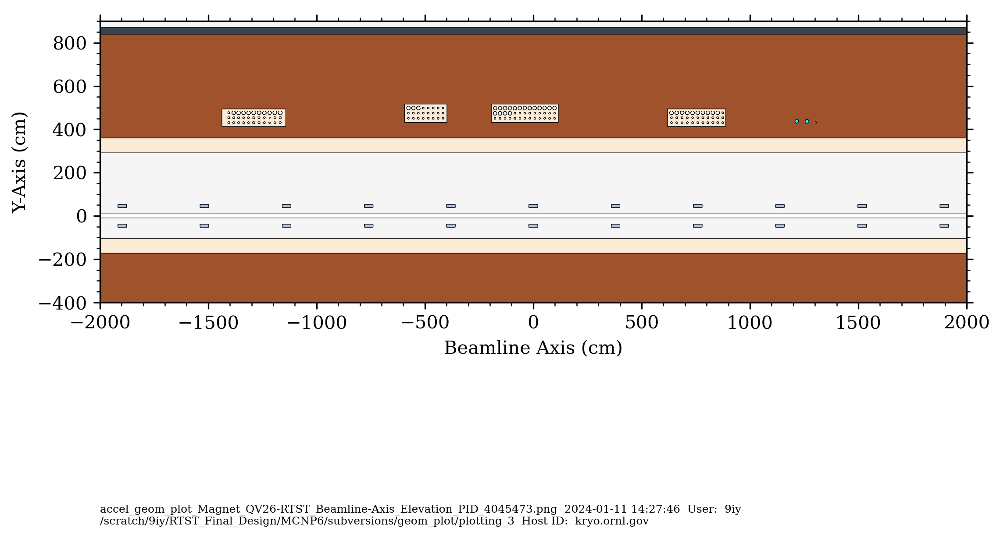 800
600
400
200
0
−200
−400
Y-Axis (cm)
−2000 −1500 −1000 −500 0 500 1000 1500 2000
Beamline Axis (cm)
accel_geom_plot_Magnet_QV26-RTST_Beamline-Axis_Elevation_PID_4045473.png 2024-01-11 14:27:46 User: 9iy
/scratch/9iy/RTST_Final_Design/MCNP6/subversions/geom_plot/plotting_3 Host ID: kryo.ornl.gov